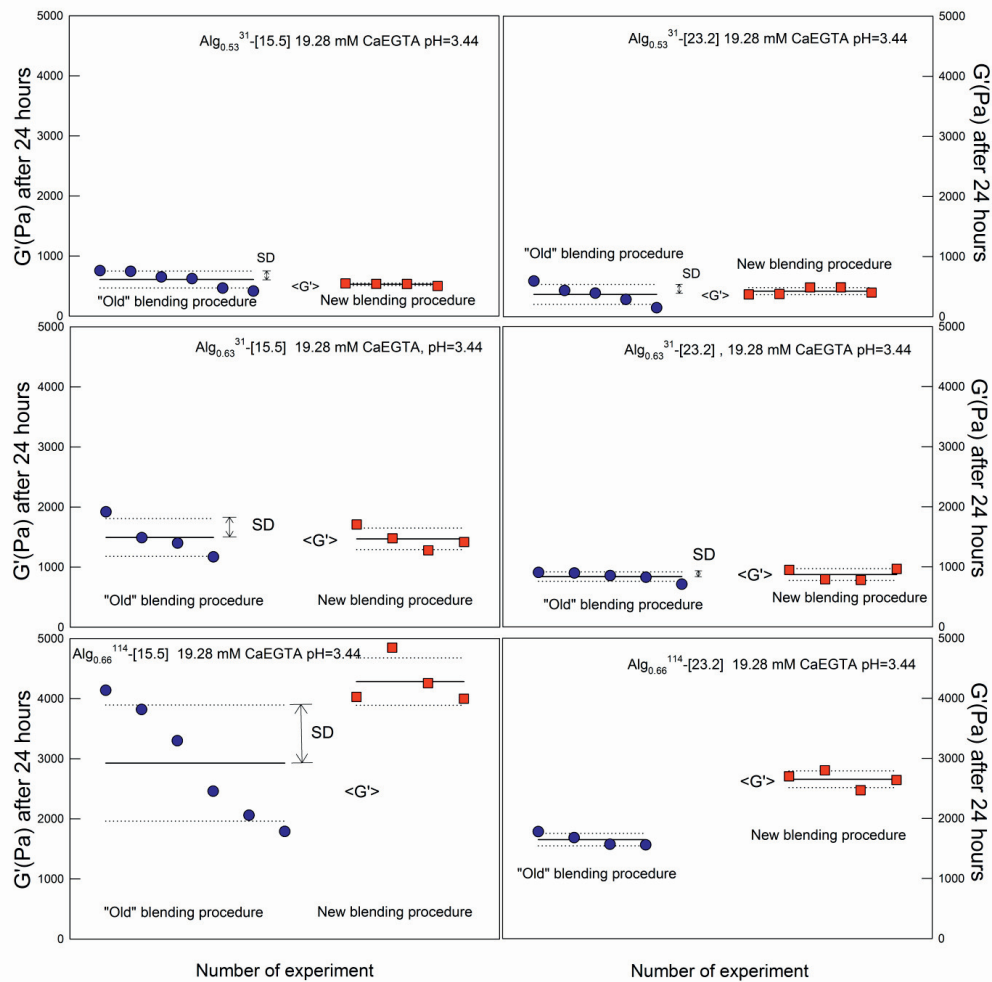 5000
4000
3000
2000
1000
0
G'(Pa) after 24 hours
Alg0.53^31-[15.5] 19.28 mM CaEGTA pH=3.44
SD
<G'>
"Old" blending procedure
New blending procedure
Alg0.53^31-[23.2] 19.28 mM CaEGTA pH=3.44
"Old" blending procedure
SD
New blending procedure
<G'>
5000
4000
3000
2000
1000
0
G'(Pa) after 24 hours
5000
4000
3000
2000
1000
0
G'(Pa) after 24 hours
Alg0.63^31-[15.5] 19.28 mM CaEGTA, pH=3.44
SD
<G'>
"Old" blending procedure
New blending procedure
Alg0.63^31-[23.2] , 19.28 mM CaEGTA pH=3.44
SD
<G'>
"Old" blending procedure
New blending procedure
5000
4000
3000
2000
1000
0
G'(Pa) after 24 hours
5000
4000
3000
2000
1000
0
G'(Pa) after 24 hours
Alg0.66^114-[15.5] 19.28 mM CaEGTA pH=3.44
SD
<G'>
"Old" blending procedure
New blending procedure
Alg0.66^114-[23.2] 19.28 mM CaEGTA pH=3.44
<G'>
New blending procedure
"Old" blending procedure
5000
4000
3000
2000
1000
0
G'(Pa) after 24 hours
Number of experiment
Number of experiment